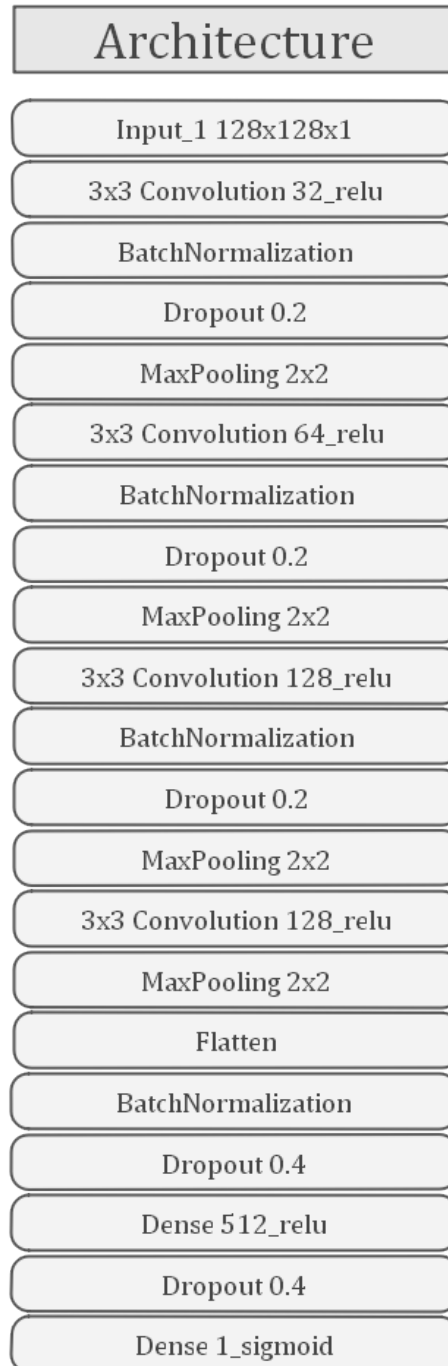 Architecture
Input_1 128x128x1
3x3 Convolution 32_relu
BatchNormalization
Dropout 0.2
MaxPooling 2x2
3x3 Convolution 64_relu
BatchNormalization
Dropout 0.2
MaxPooling 2x2
3x3 Convolution 128_relu
BatchNormalization
Dropout 0.2
MaxPooling 2x2
3x3 Convolution 128_relu
MaxPooling 2x2
Flatten
BatchNormalization
Dropout 0.4
Dense 512_relu
Dropout 0.4
Dense 1_sigmoid